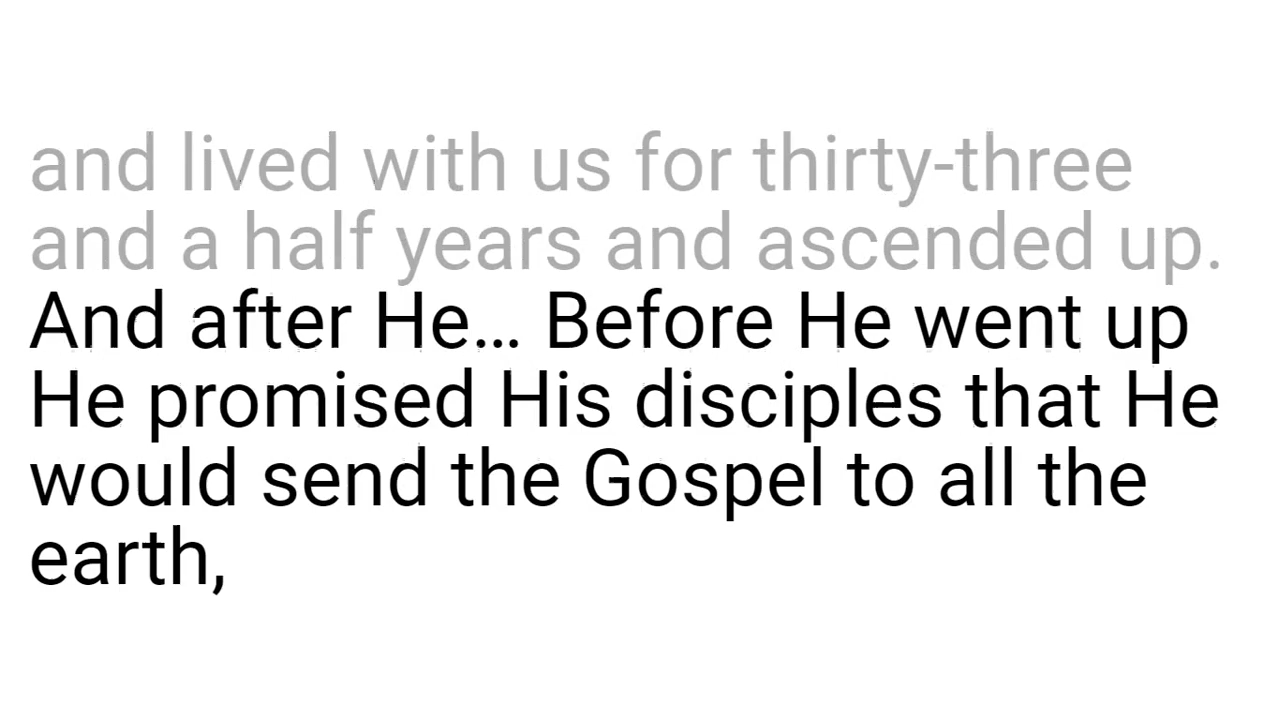 and lived with us for thirty-three
and a half years and ascended up.
And after He... Before He went up
He promised His disciples that He
would send the Gospel to all the
earth,